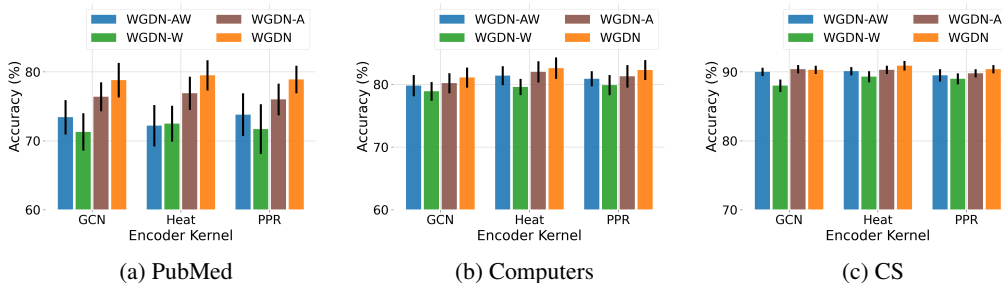 WGDN-AW WGDN-A
WGDN-W WGDN
Accuracy (%)
80
70
60
GCN Heat PPR
Encoder Kernel
(a) PubMed
WGDN-AW WGDN-A
WGDN-W WGDN
Accuracy (%)
80
70
60
GCN Heat PPR
Encoder Kernel
(b) Computers
WGDN-AW WGDN-A
WGDN-W WGDN
Accuracy (%)
90
80
70
GCN Heat PPR
Encoder Kernel
(c) CS